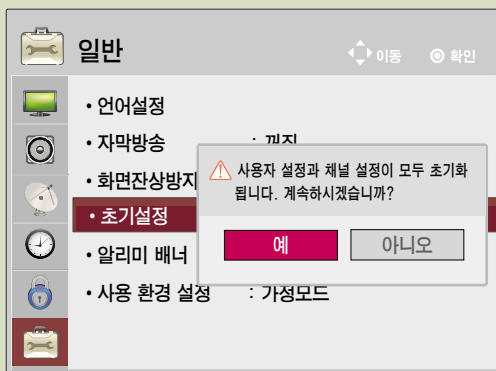 일반
이동 확인
• 언어설정
• 자막방송 : 꺼짐
• 화면잔상방지
• 초기설정
• 알리미 배너
• 사용 환경 설정 : 가정모드
사용자 설정과 채널 설정이 모두 초기화
됩니다. 계속하시겠습니까?
예 아니오